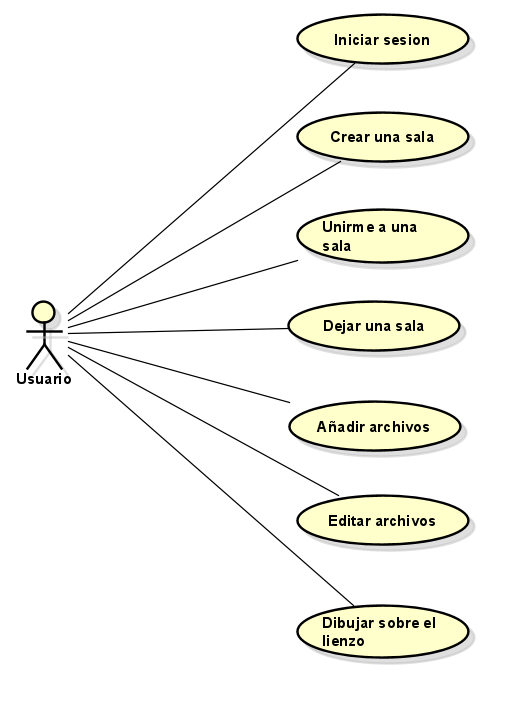 Iniciar sesion
Crear una sala
Unirme a una
sala
Dejar una sala
Usuario
Añadir archivos
Editar archivos
Dibujar sobre el
lienzo